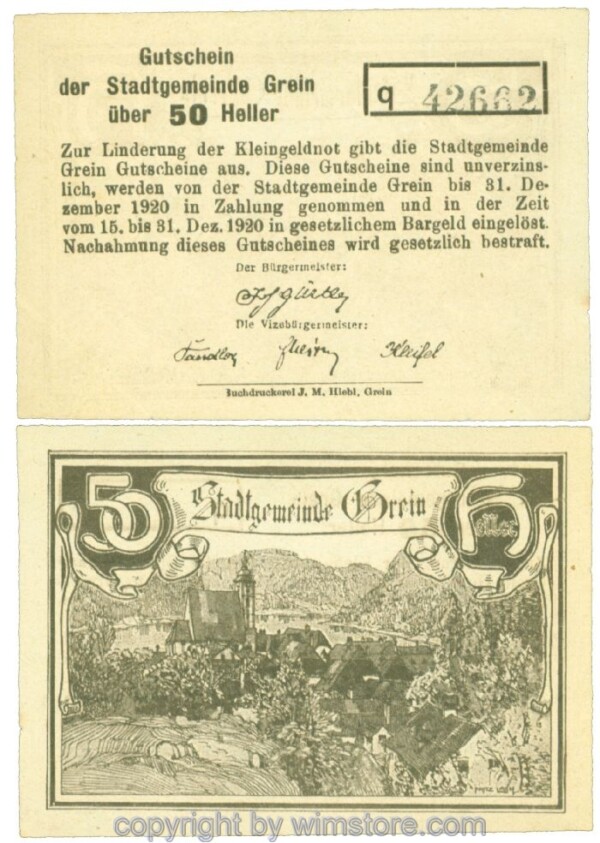 Gutschein
der Stadtgemeinde Grein
über 50 Heller
q 42662
Zur Linderung der Kleingeldnot gibt die Stadtgemeinde
Grein Gutscheine aus. Diese Gutscheine sind unverzins-
lich, werden von der Stadtgemeinde Grein bis 31. De-
zember 1920 in Zahlung genommen und in der Zeit
vom 15. bis 31. Dez. 1920 in gesetzlichem Bargeld eingelöst.
Nachahmung dieses Gutscheines wird gesetzlich bestraft.
Der Bürgermeister:
Die Vizebürgermeister:
Buchdruckerei J. M. Hiebl, Grein
50 Stadtgemeinde Grein H
eller
copyright by wimstore.com